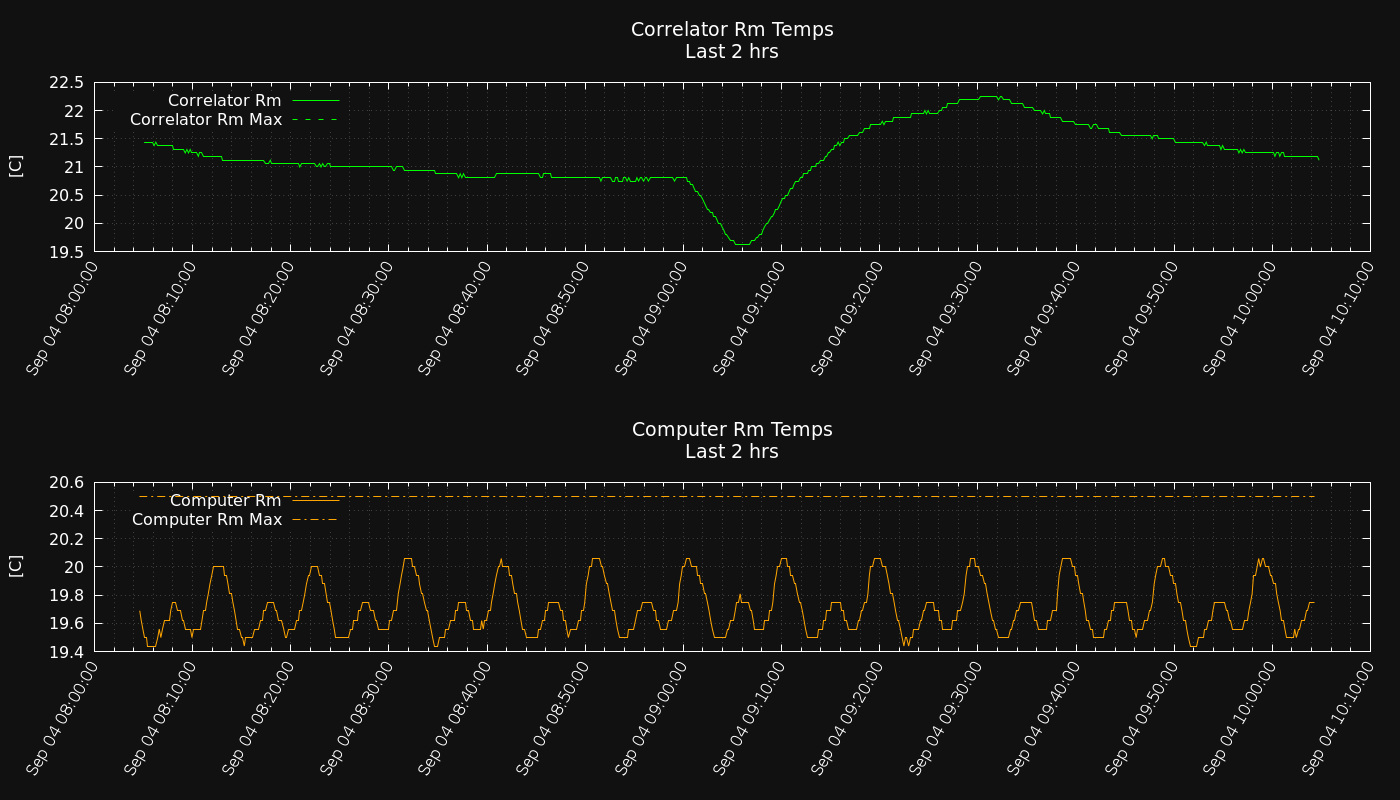 Correlator Rm Temps
Last 2 hrs
22.5
22
21.5
21
20.5
20
19.5
[C]
Correlator Rm
Correlator Rm Max
Sep 04 08:00:00
Sep 04 08:10:00
Sep 04 08:20:00
Sep 04 08:30:00
Sep 04 08:40:00
Sep 04 08:50:00
Sep 04 09:00:00
Sep 04 09:10:00
Sep 04 09:20:00
Sep 04 09:30:00
Sep 04 09:40:00
Sep 04 09:50:00
Sep 04 10:00:00
Sep 04 10:10:00
Computer Rm Temps
Last 2 hrs
20.6
20.4
20.2
20
19.8
19.6
19.4
[C]
Computer Rm
Computer Rm Max
Sep 04 08:00:00
Sep 04 08:10:00
Sep 04 08:20:00
Sep 04 08:30:00
Sep 04 08:40:00
Sep 04 08:50:00
Sep 04 09:00:00
Sep 04 09:10:00
Sep 04 09:20:00
Sep 04 09:30:00
Sep 04 09:40:00
Sep 04 09:50:00
Sep 04 10:00:00
Sep 04 10:10:00